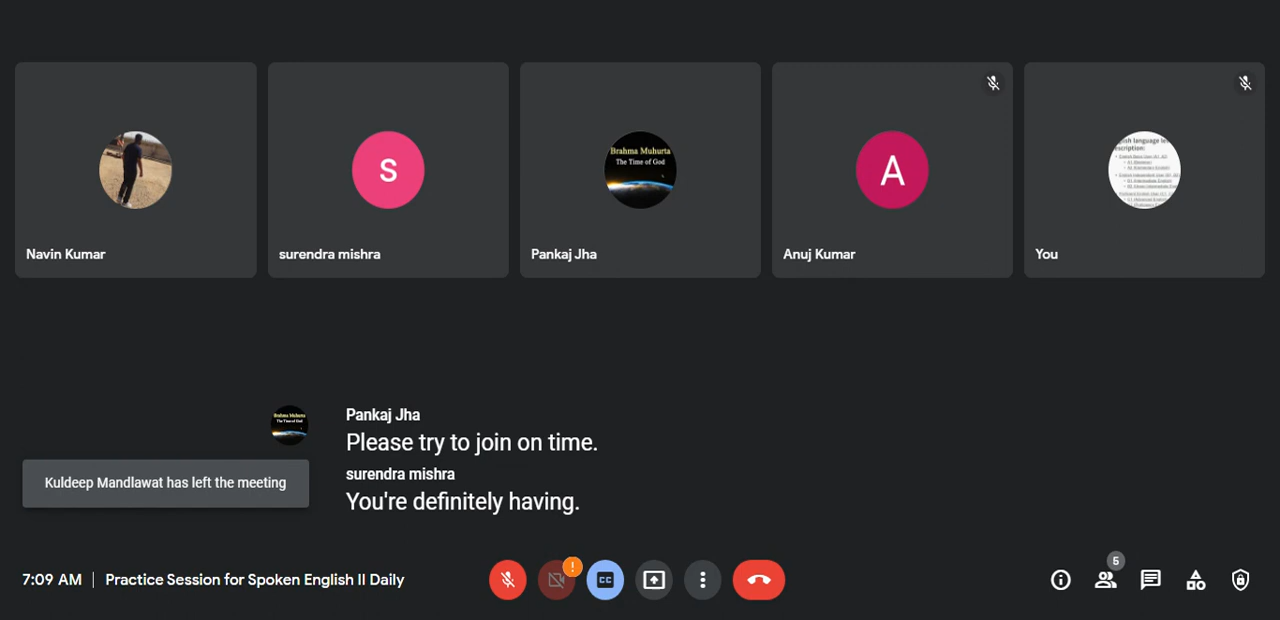 Brahma Muhurta
The Time of God
S
A
Navin Kumar
surendra mishra
Pankaj Jha
Anuj Kumar
You
Pankaj Jha
Please try to join on time.
surendra mishra
You're definitely having.
Kuldeep Mandlawat has left the meeting
7:09 AM | Practice Session for Spoken English II Daily
!
CC
5